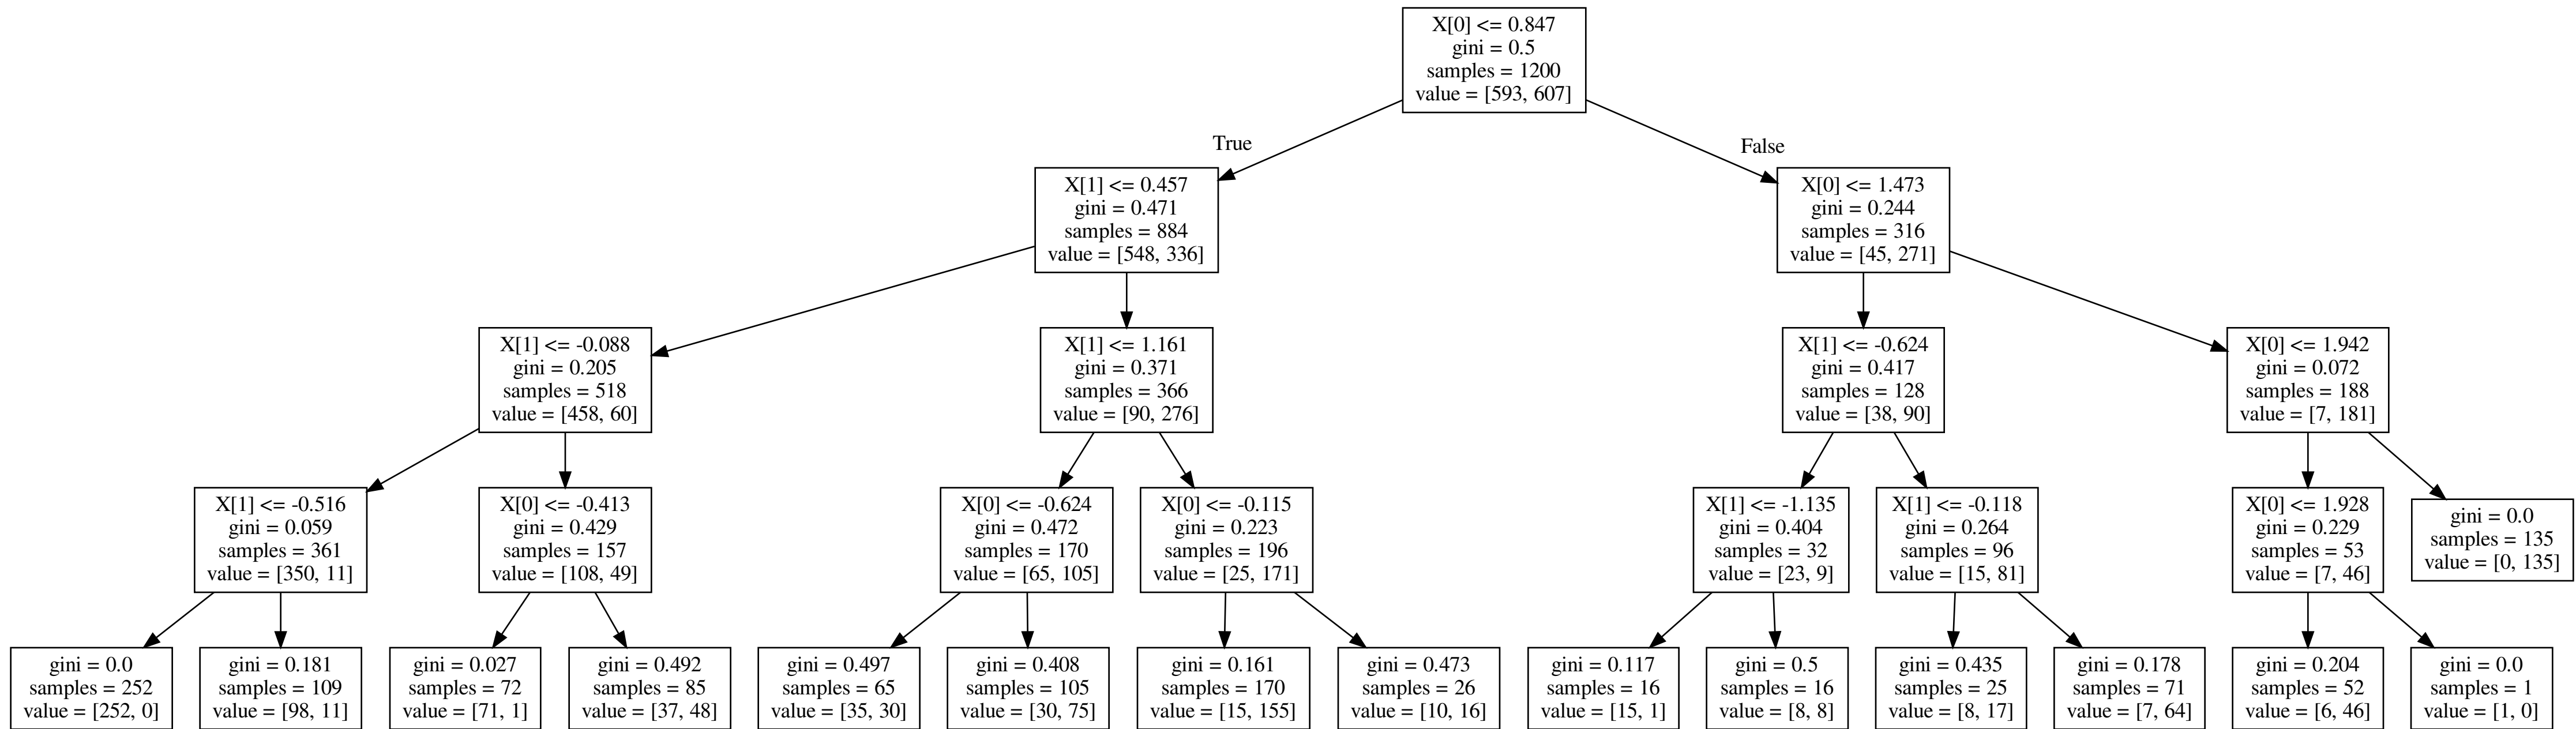 X[0] <= 0.847
gini = 0.5
samples = 1200
value = [593, 607]
True
False
X[1] <= 0.457
gini = 0.471
samples = 884
value = [548, 336]
X[0] <= 1.473
gini = 0.244
samples = 316
value = [45, 271]
X[1] <= -0.088
gini = 0.205
samples = 518
value = [458, 60]
X[1] <= 1.161
gini = 0.371
samples = 366
value = [90, 276]
X[1] <= -0.624
gini = 0.417
samples = 128
value = [38, 90]
X[0] <= 1.942
gini = 0.072
samples = 188
value = [7, 181]
X[1] <= -0.516
gini = 0.059
samples = 361
value = [350, 11]
X[0] <= -0.413
gini = 0.429
samples = 157
value = [108, 49]
X[0] <= -0.624
gini = 0.472
samples = 170
value = [65, 105]
X[0] <= -0.115
gini = 0.223
samples = 196
value = [25, 171]
X[1] <= -1.135
gini = 0.404
samples = 32
value = [23, 9]
X[1] <= -0.118
gini = 0.264
samples = 96
value = [15, 81]
X[0] <= 1.928
gini = 0.229
samples = 53
value = [7, 46]
gini = 0.0
samples = 135
value = [0, 135]
gini = 0.0
samples = 252
value = [252, 0]
gini = 0.181
samples = 109
value = [98, 11]
gini = 0.027
samples = 72
value = [71, 1]
gini = 0.492
samples = 85
value = [37, 48]
gini = 0.497
samples = 65
value = [35, 30]
gini = 0.408
samples = 105
value = [30, 75]
gini = 0.161
samples = 170
value = [15, 155]
gini = 0.473
samples = 26
value = [10, 16]
gini = 0.117
samples = 16
value = [15, 1]
gini = 0.5
samples = 16
value = [8, 8]
gini = 0.435
samples = 25
value = [8, 17]
gini = 0.178
samples = 71
value = [7, 64]
gini = 0.204
samples = 52
value = [6, 46]
gini = 0.0
samples = 1
value = [1, 0]